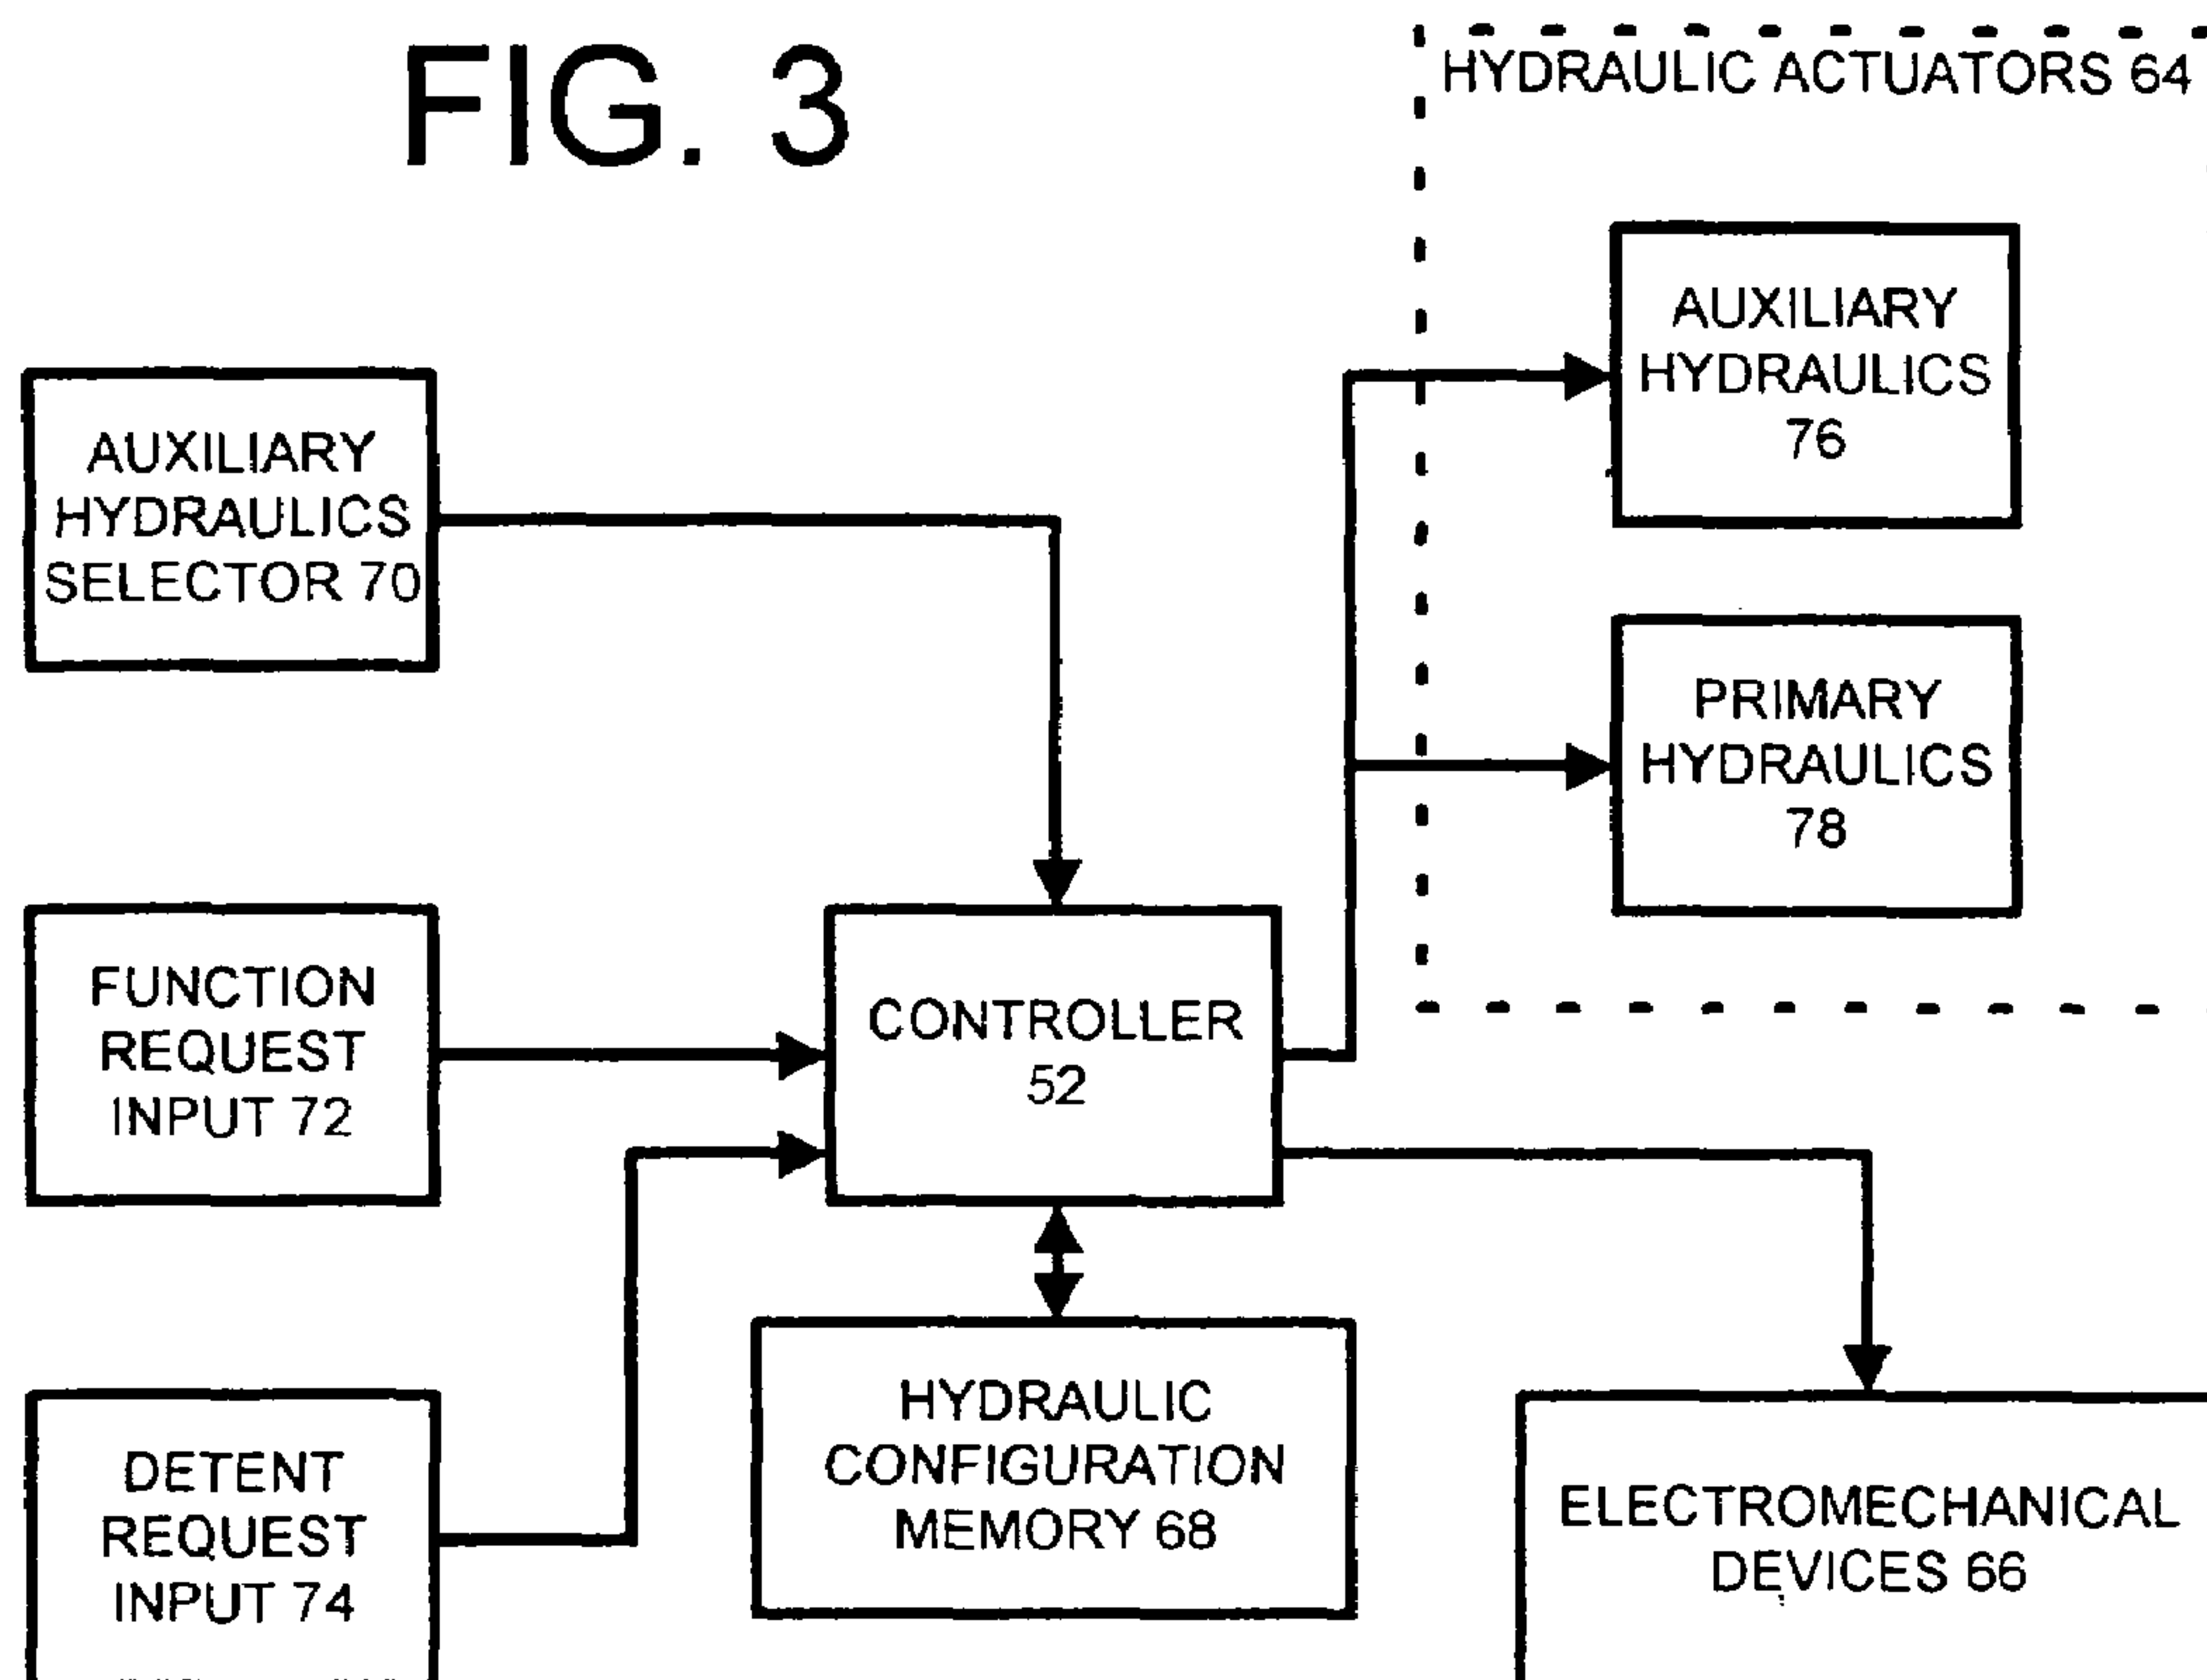 FIG. 3
HYDRAULIC ACTUATORS 64
AUXILIARY
HYDRAULICS
76
AUXILIARY
HYDRAULICS
SELECTOR 70
PRIMARY
HYDRAULICS
78
FUNCTION
REQUEST
INPUT 72
CONTROLLER
52
HYDRAULIC
CONFIGURATION
MEMORY 68
DETENT
REQUEST
INPUT 74
ELECTROMECHANICAL
DEVICES 66